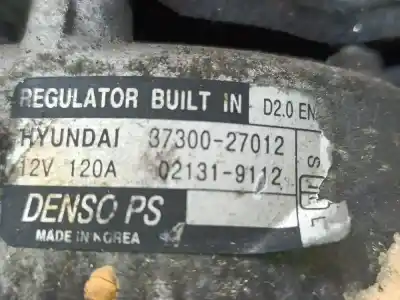 REGULATOR BUILT IN D2.0 EN
HYUNDAI 37300-27012
12V 120A 02131-9112
DENSO PS
MADE IN KOREA
S
L